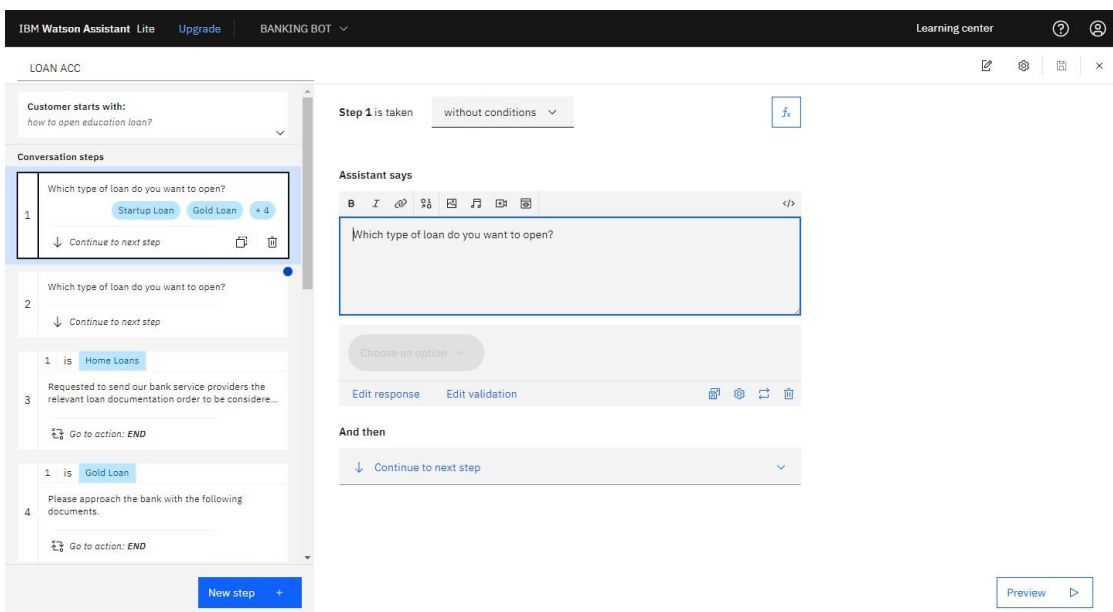 IBM Watson Assistant Lite Upgrade BANKING BOT Learning center
LOAN ACC
Customer starts with:
how to open education loan?
Conversation steps
1
Which type of loan do you want to open?
Startup Loan Gold Loan + 4
Continue to next step
2
Which type of loan do you want to open?
Continue to next step
3
1 is Home Loans
Requested to send our bank service providers the
relevant loan documentation order to be considere...
Go to action: END
4
1 is Gold Loan
Please approach the bank with the following
documents.
Go to action: END
New step +
Step 1 is taken without conditions
fx
Assistant says
B I </>
Which type of loan do you want to open?
Choose an option
Edit response Edit validation
And then
Continue to next step
Preview